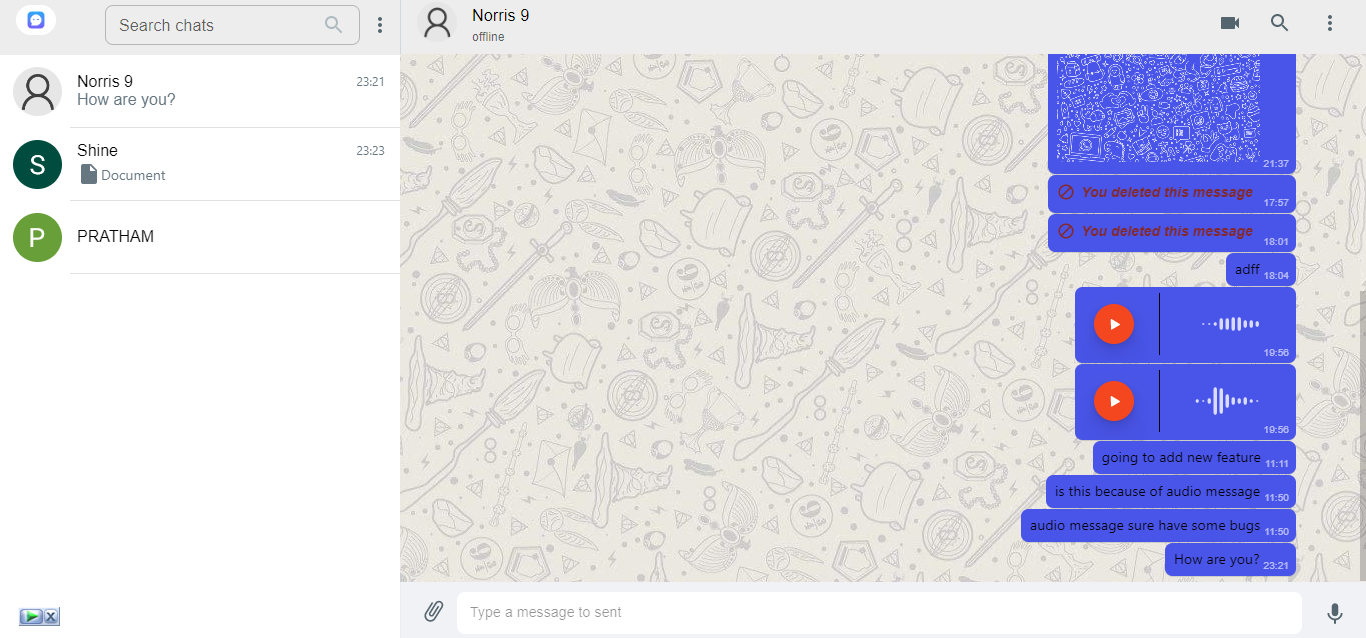 Search chats
Norris 9
23:21
How are you?
S
Shine
23:23
Document
P
PRATHAM
Norris 9
offline
21:37
You deleted this message
17:57
You deleted this message
18:01
adff 18:04
19:56
19:56
going to add new feature 11:11
is this because of audio message 11:50
audio message sure have some bugs 11:50
How are you? 23:21
Type a message to sent